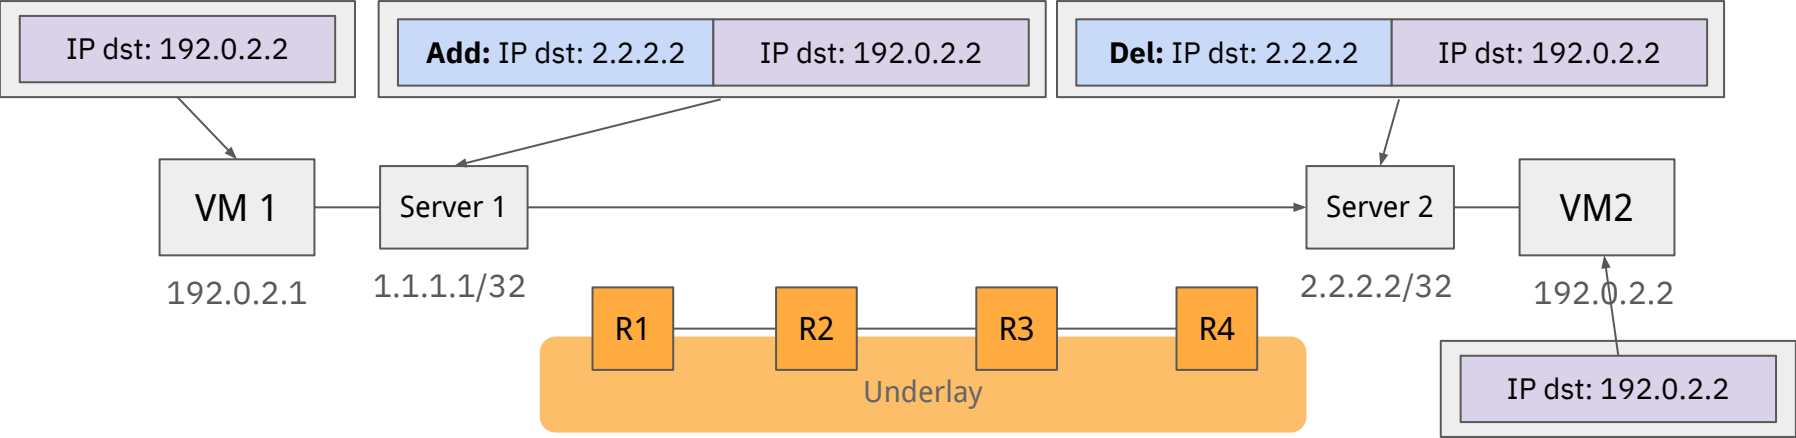 IP dst: 192.0.2.2
Add: IP dst: 2.2.2.2
IP dst: 192.0.2.2
Del: IP dst: 2.2.2.2
IP dst: 192.0.2.2
VM 1
Server 1
Server 2
VM2
192.0.2.1
1.1.1.1/32
2.2.2.2/32
192.0.2.2
R1
R2
R3
R4
Underlay
IP dst: 192.0.2.2